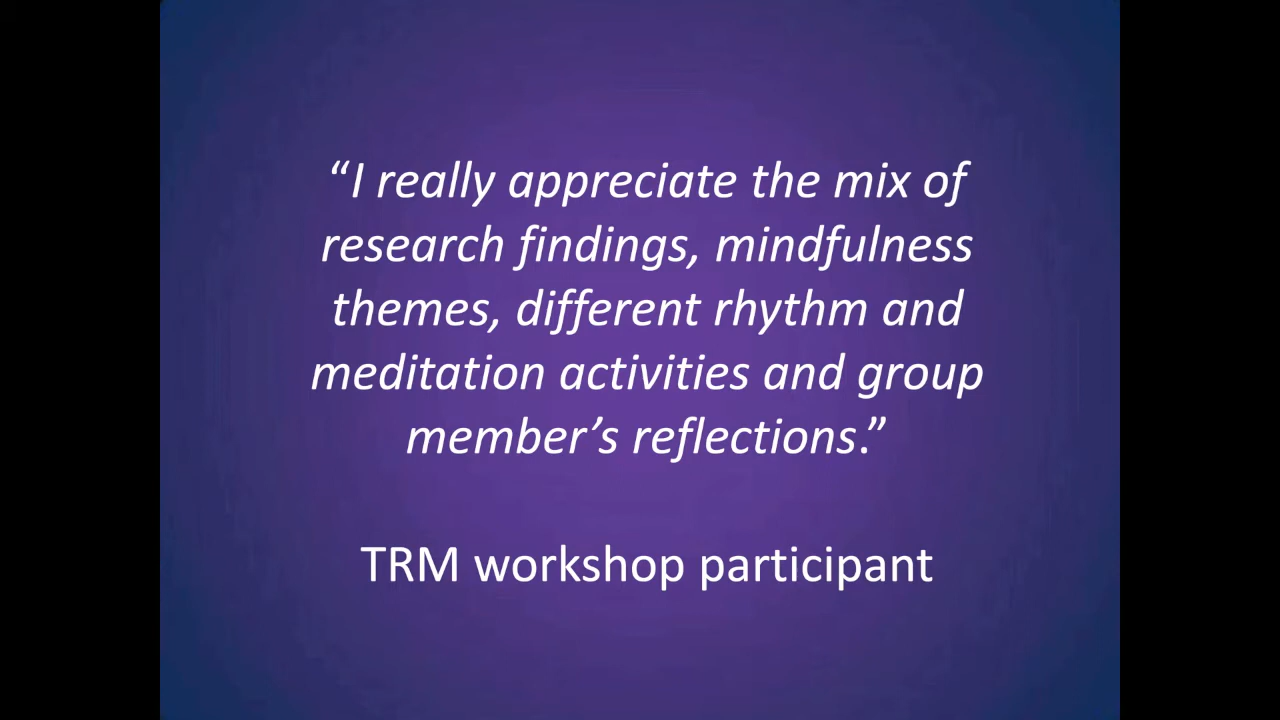 “I really appreciate the mix of
research findings, mindfulness
themes, different rhythm and
meditation activities and group
member’s reflections.”
TRM workshop participant